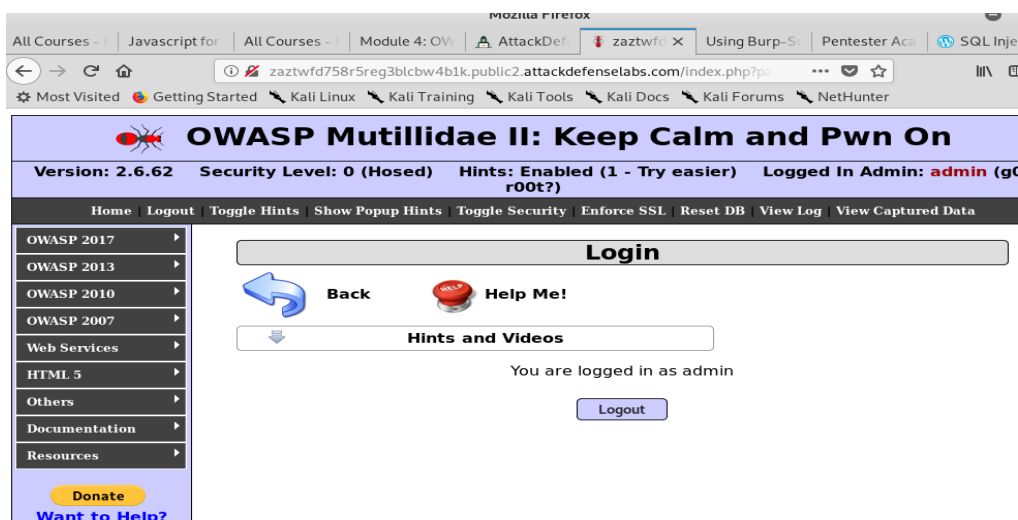 Mozilla Firefox
All Courses - Javascript for All Courses - Module 4: OW AttackDef zaztwfd Using Burp-S Pentester Aca SQL Inje
zaztwfd758r5reg3blcbw4b1k.public2.attackdefenselabs.com/index.php?pa
Most Visited Getting Started Kali Linux Kali Training Kali Tools Kali Docs Kali Forums NetHunter
OWASP Mutillidae II: Keep Calm and Pwn On
Version: 2.6.62 Security Level: 0 (Hosed) Hints: Enabled (1 - Try easier) Logged In Admin: admin (g0
r00t?)
Home | Logout | Toggle Hints | Show Popup Hints | Toggle Security | Enforce SSL | Reset DB | View Log | View Captured Data
OWASP 2017
OWASP 2013
OWASP 2010
OWASP 2007
Web Services
HTML 5
Others
Documentation
Resources
Donate
Want to Help?
Login
Back
HELP
Help Me!
Hints and Videos
You are logged in as admin
Logout